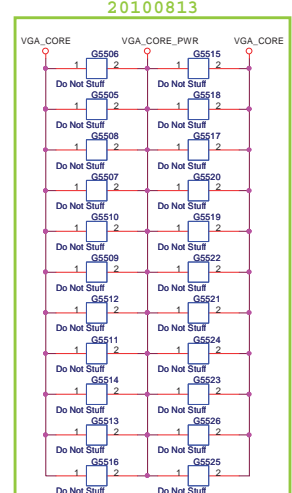 20100813
VGA_CORE VGA_CORE_PWR VGA_CORE
G5506 G5515
1 2 1 2
Do Not Stuff Do Not Stuff
G5505 G5518
1 2 1 2
Do Not Stuff Do Not Stuff
G5508 G5517
1 2 1 2
Do Not Stuff Do Not Stuff
G5507 G5520
1 2 1 2
Do Not Stuff Do Not Stuff
G5510 G5519
1 2 1 2
Do Not Stuff Do Not Stuff
G5509 G5522
1 2 1 2
Do Not Stuff Do Not Stuff
G5512 G5521
1 2 1 2
Do Not Stuff Do Not Stuff
G5511 G5524
1 2 1 2
Do Not Stuff Do Not Stuff
G5514 G5523
1 2 1 2
Do Not Stuff Do Not Stuff
G5513 G5526
1 2 1 2
Do Not Stuff Do Not Stuff
G5516 G5525
1 2 1 2
Do Not Stuff Do Not Stuff